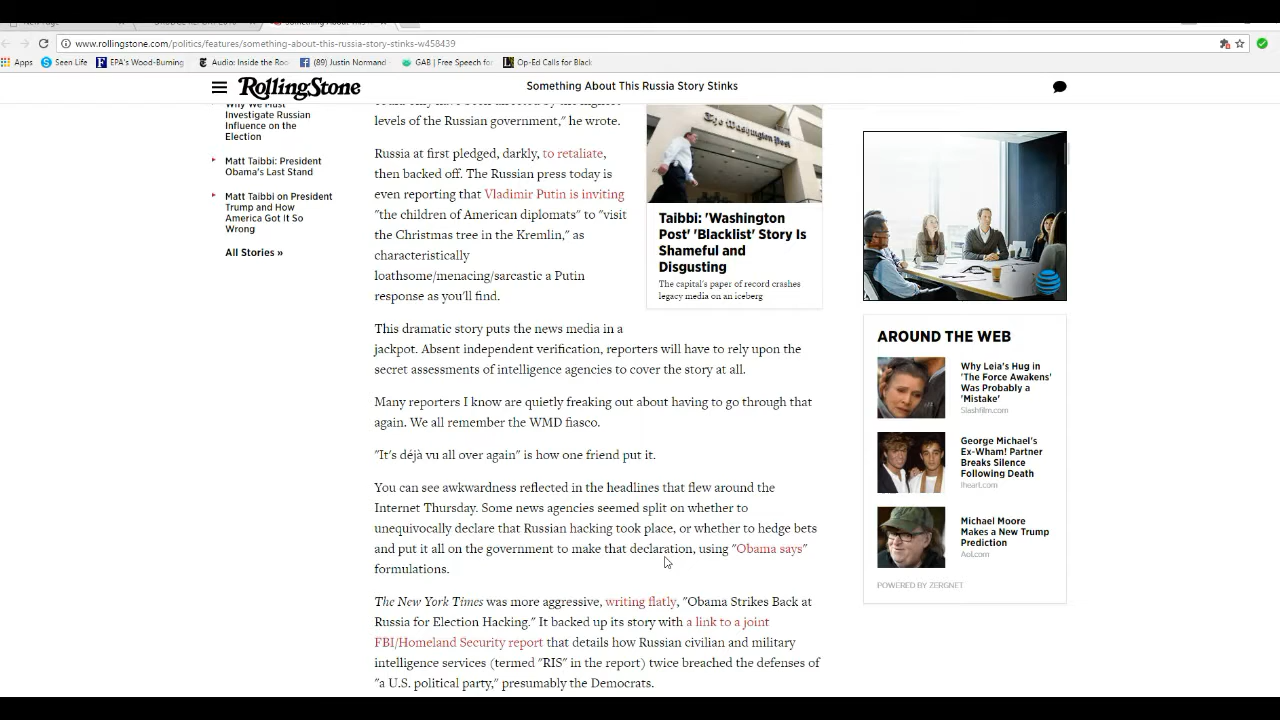 www.rollingstone.com/politics/features/something-about-this-russia-story-stinks-w458439
Apps
Seen Life
EPA's Wood-Burning
Audio: Inside the Roo
(89) Justin Normand
GAB | Free Speech fo
Op-Ed Calls for Black
RollingStone
Something About This Russia Story Stinks
Why We Must
Investigate Russian
Influence on the
Election
Matt Taibbi: President
Obama's Last Stand
Matt Taibbi on President
Trump and How
America Got It So
Wrong
All Stories »
levels of the Russian government," he wrote.
Russia at first pledged, darkly, to retaliate,
then backed off. The Russian press today is
even reporting that Vladimir Putin is inviting
"the children of American diplomats" to "visit
the Christmas tree in the Kremlin," as
characteristically
loathsome/menacing/sarcastic a Putin
response as you'll find.
The Washington Post
Taibbi: 'Washington
Post' 'Blacklist' Story Is
Shameful and
Disgusting
The capital's paper of record crashes
legacy media on an iceberg
This dramatic story puts the news media in a
jackpot. Absent independent verification, reporters will have to rely upon the
secret assessments of intelligence agencies to cover the story at all.
Many reporters I know are quietly freaking out about having to go through that
again. We all remember the WMD fiasco.
"It's déjà vu all over again" is how one friend put it.
You can see awkwardness reflected in the headlines that flew around the
Internet Thursday. Some news agencies seemed split on whether to
unequivocally declare that Russian hacking took place, or whether to hedge bets
and put it all on the government to make that declaration, using "Obama says"
formulations.
The New York Times was more aggressive, writing flatly, "Obama Strikes Back at
Russia for Election Hacking." It backed up its story with a link to a joint
FBI/Homeland Security report that details how Russian civilian and military
intelligence services (termed "RIS" in the report) twice breached the defenses of
"a U.S. political party," presumably the Democrats.
AROUND THE WEB
Why Leia's Hug in
'The Force Awakens'
Was Probably a
'Mistake'
Slashfilm.com
George Michael's
Ex-Wham! Partner
Breaks Silence
Following Death
Iheart.com
Michael Moore
Makes a New Trump
Prediction
Aol.com
POWERED BY ZERGNET